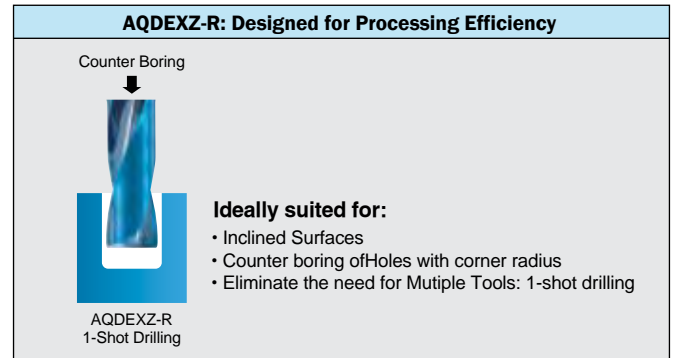 AQDEXZ-R: Designed for Processing Efficiency
Counter Boring
Ideally suited for:
• Inclined Surfaces
• Counter boring ofHoles with corner radius
• Eliminate the need for Mutiple Tools: 1-shot drilling
AQDEXZ-R
1-Shot Drilling